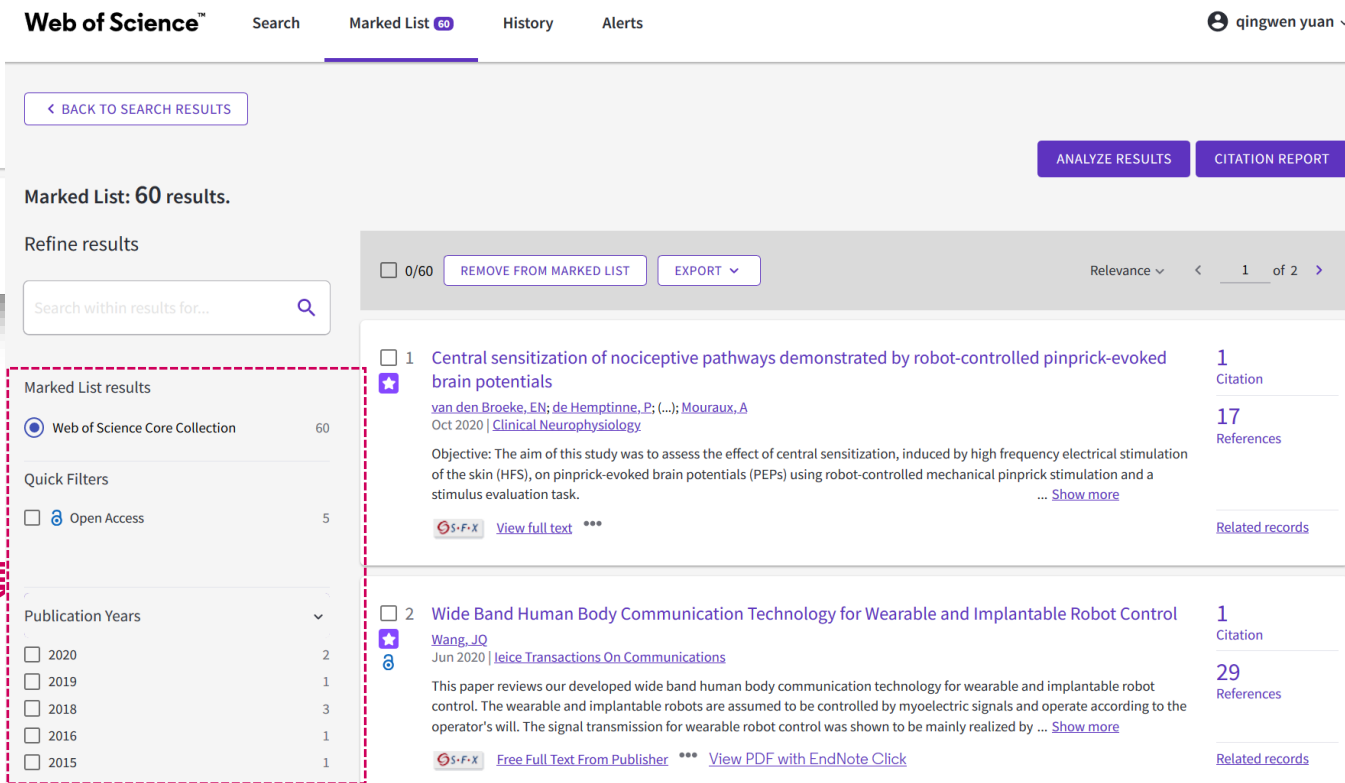 Web of Science™ Search Marked List 60 History Alerts qingwen yuan
BACK TO SEARCH RESULTS
ANALYZE RESULTS CITATION REPORT
Marked List: 60 results.
Refine results
Search within results for...
Marked List results
Web of Science Core Collection 60
Quick Filters
Open Access 5
Publication Years
2020 2
2019 1
2018 3
2016 1
2015 1
0/60 REMOVE FROM MARKED LIST EXPORT Relevance 1 of 2
1 Central sensitization of nociceptive pathways demonstrated by robot-controlled pinprick-evoked
brain potentials
van den Broeke, EN; de Hemptinne, P; (...); Mouraux, A
Oct 2020 | Clinical Neurophysiology
Objective: The aim of this study was to assess the effect of central sensitization, induced by high frequency electrical stimulation
of the skin (HFS), on pinprick-evoked brain potentials (PEPs) using robot-controlled mechanical pinprick stimulation and a
stimulus evaluation task. ... Show more
S·F·X View full text •••
1
Citation
17
References
Related records
2 Wide Band Human Body Communication Technology for Wearable and Implantable Robot Control
Wang, JQ
Jun 2020 | Ieice Transactions On Communications
This paper reviews our developed wide band human body communication technology for wearable and implantable robot
control. The wearable and implantable robots are assumed to be controlled by myoelectric signals and operate according to the
operator's will. The signal transmission for wearable robot control was shown to be mainly realized by ... Show more
S·F·X Free Full Text From Publisher ••• View PDF with EndNote Click
1
Citation
29
References
Related records